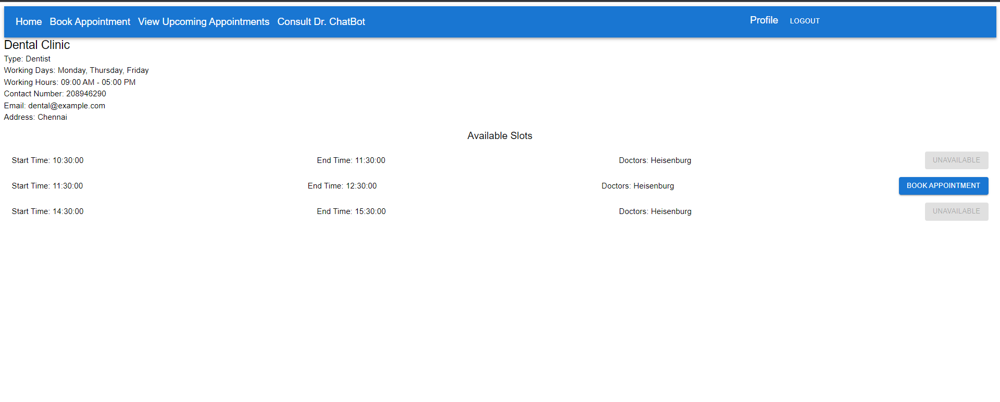 Home Book Appointment View Upcoming Appointments Consult Dr. ChatBot Profile LOGOUT
Dental Clinic
Type: Dentist
Working Days: Monday, Thursday, Friday
Working Hours: 09:00 AM - 05:00 PM
Contact Number: 208946290
Email: dental@example.com
Address: Chennai
Available Slots
Start Time: 10:30:00 End Time: 11:30:00 Doctors: Heisenburg UNAVAILABLE
Start Time: 11:30:00 End Time: 12:30:00 Doctors: Heisenburg BOOK APPOINTMENT
Start Time: 14:30:00 End Time: 15:30:00 Doctors: Heisenburg UNAVAILABLE